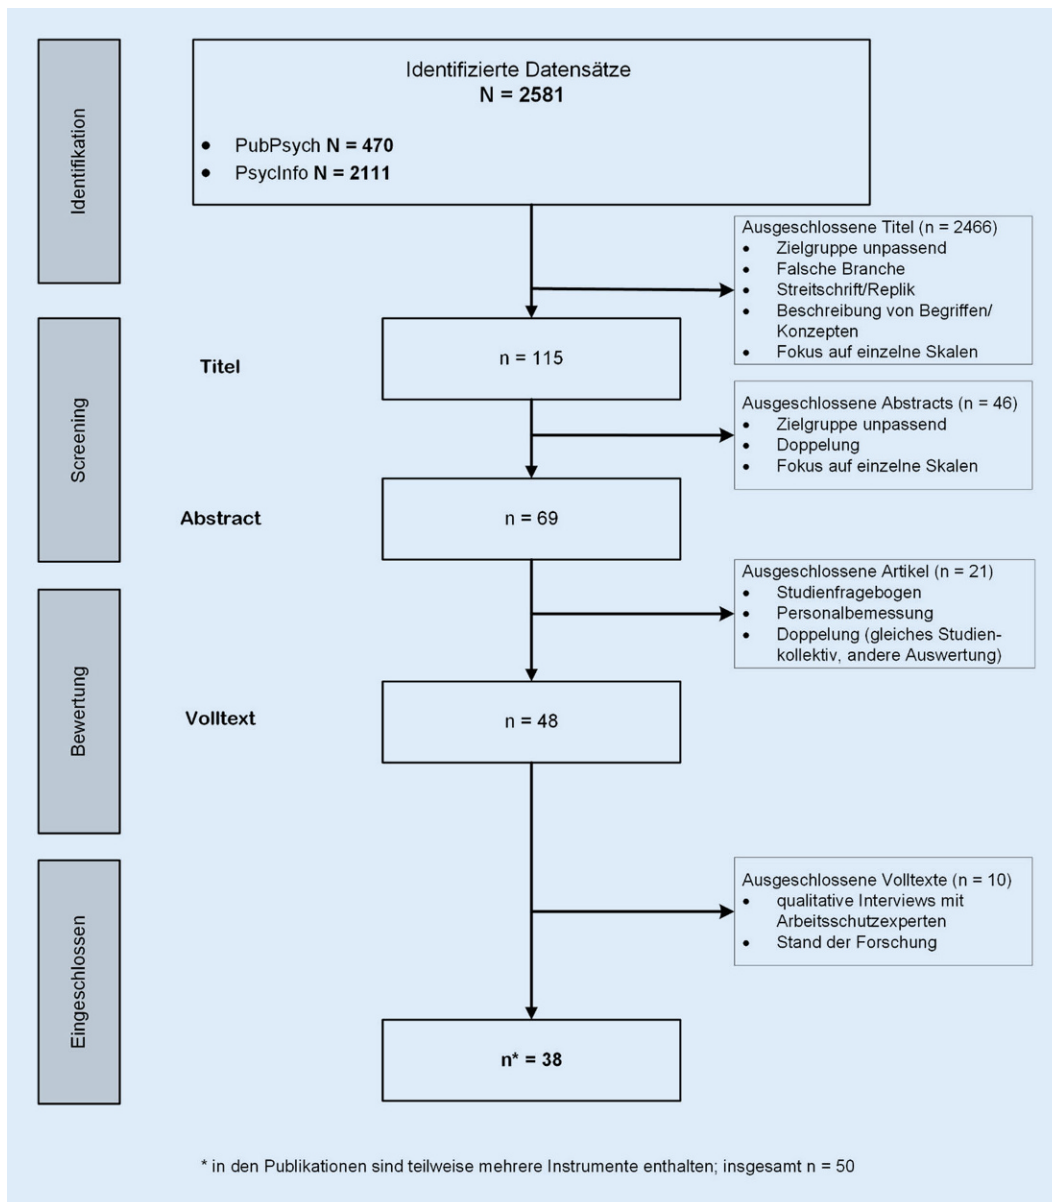 Identifikation
Identifizierte Datensätze
N = 2581
• PubPsych N = 470
• PsycInfo N = 2111
Ausgeschlossene Titel (n = 2466)
• Zielgruppe unpassend
• Falsche Branche
• Streitschrift/Replik
• Beschreibung von Begriffen/
Konzepten
• Fokus auf einzelne Skalen
Screening
Titel
n = 115
Ausgeschlossene Abstracts (n = 46)
• Zielgruppe unpassend
• Doppelung
• Fokus auf einzelne Skalen
Abstract
n = 69
Ausgeschlossene Artikel (n = 21)
• Studienfragebogen
• Personalbemessung
• Doppelung (gleiches Studien-
kollektiv, andere Auswertung)
Bewertung
Volltext
n = 48
Ausgeschlossene Volltexte (n = 10)
• qualitative Interviews mit
Arbeitsschutzexperten
• Stand der Forschung
Eingeschlossen
n* = 38
* in den Publikationen sind teilweise mehrere Instrumente enthalten; insgesamt n = 50